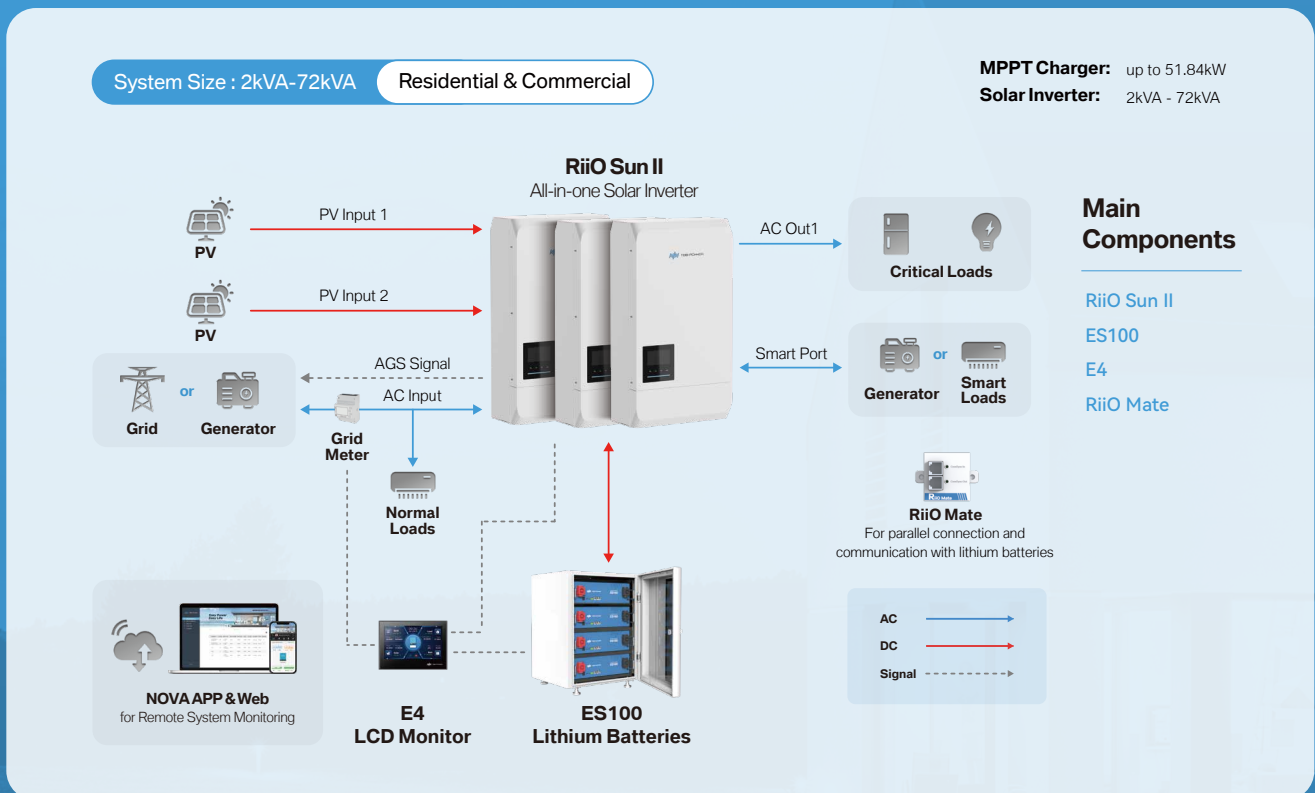 System Size : 2kVA-72kVA
Residential & Commercial
MPPT Charger: up to 51.84kW
Solar Inverter: 2kVA - 72kVA
RiiO Sun II
All-in-one Solar Inverter
PV Input 1
PV
PV Input 2
PV
AC Out1
Critical Loads
Main
Components
RiiO Sun II
ES100
E4
RiiO Mate
AGS Signal
AC Input
Grid
or
Generator
Grid
Meter
Normal
Loads
Smart Port
Generator
or
Smart
Loads
RiiO Mate
RiiO Mate
For parallel connection and
communication with lithium batteries
AC
DC
Signal
NOVA APP & Web
for Remote System Monitoring
E4
LCD Monitor
ES100
Lithium Batteries